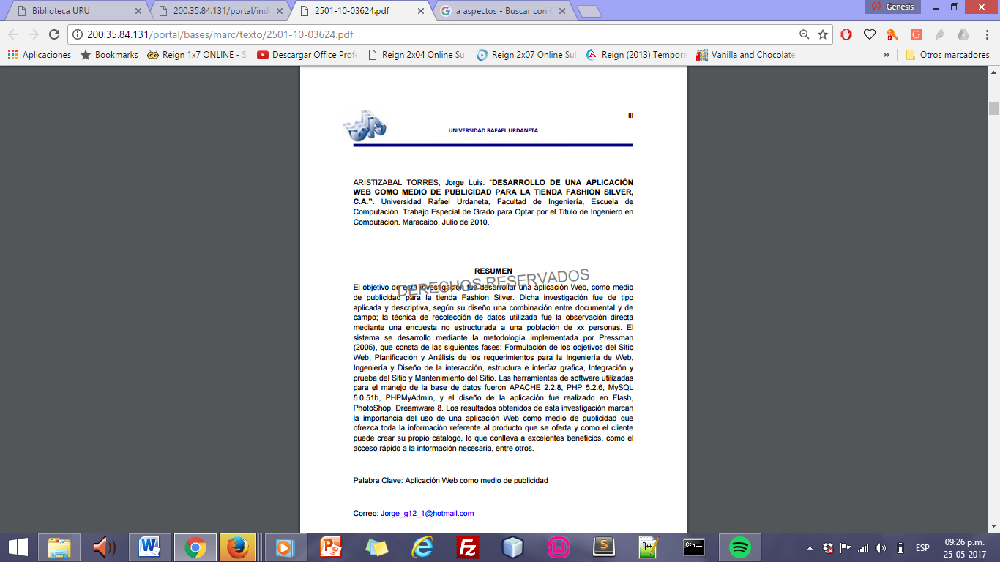 Biblioteca URU
200.35.84.131/portal/ind
2501-10-03624.pdf
a aspectos - Buscar con
Genesis
200.35.84.131/portal/bases/marc/texto/2501-10-03624.pdf
Aplicaciones Bookmarks Reign 1x7 ONLINE - S Descargar Office Profe Reign 2x04 Online Sub Reign 2x07 Online Sub Reign (2013) Tempora Vanilla and Chocolate » Otros marcadores
III
UNIVERSIDAD RAFAEL URDANETA
ARISTIZABAL TORRES, Jorge Luis. “DESARROLLO DE UNA APLICACIÓN
WEB COMO MEDIO DE PUBLICIDAD PARA LA TIENDA FASHION SILVER,
C.A.”. Universidad Rafael Urdaneta, Facultad de Ingeniería, Escuela de
Computación. Trabajo Especial de Grado para Optar por el Titulo de Ingeniero en
Computación. Maracaibo, Julio de 2010.
RESUMEN
DERECHOS RESERVADOS
El objetivo de esta investigación fue desarrollar una aplicación Web, como medio
de publicidad para la tienda Fashion Silver. Dicha investigación fue de tipo
aplicada y descriptiva, según su diseño una combinación entre documental y de
campo; la técnica de recolección de datos utilizada fue la observación directa
mediante una encuesta no estructurada a una población de xx personas. El
sistema se desarrollo mediante la metodología implementada por Pressman
(2005), que consta de las siguientes fases: Formulación de los objetivos del Sitio
Web, Planificación y Análisis de los requerimientos para la Ingeniería de Web,
Ingeniería y Diseño de la interacción, estructura e interfaz grafica, Integración y
prueba del Sitio y Mantenimiento del Sitio. Las herramientas de software utilizadas
para el manejo de la base de datos fueron APACHE 2.2.8, PHP 5.2.6, MySQL
5.0.51b, PHPMyAdmin, y el diseño de la aplicación fue realizado en Flash,
PhotoShop, Dreamware 8. Los resultados obtenidos de esta investigación marcan
la importancia del uso de una aplicación Web como medio de publicidad que
ofrezca toda la información referente al producto que se oferta y como el cliente
puede crear su propio catalogo, lo que conlleva a excelentes beneficios, como el
acceso rápido a la información necesaria, entre otros.
Palabra Clave: Aplicación Web como medio de publicidad
Correo: Jorge_g12_1@hotmail.com
ESP
09:26 p.m.
25-05-2017